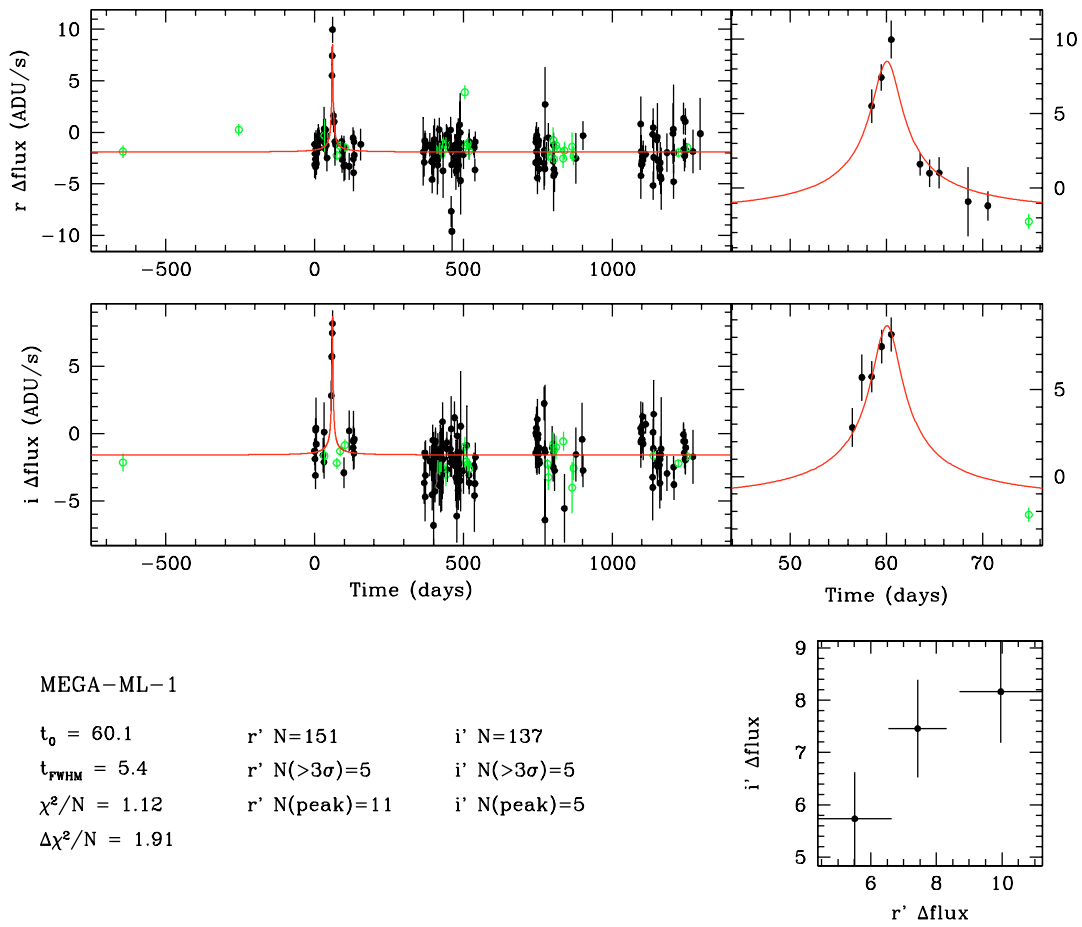 10
5
0
−5
−10
r Δflux (ADU/s)
−500 0 500 1000
10
5
0
5
0
−5
i Δflux (ADU/s)
−500 0 500 1000
Time (days)
5
0
50 60 70
Time (days)
MEGA−ML−1
t₀ = 60.1
t_FWHM = 5.4
χ²/N = 1.12
Δχ²/N = 1.91
r' N=151
r' N(>3σ)=5
r' N(peak)=11
i' N=137
i' N(>3σ)=5
i' N(peak)=5
9
8
7
6
5
i' Δflux
6 8 10
r' Δflux